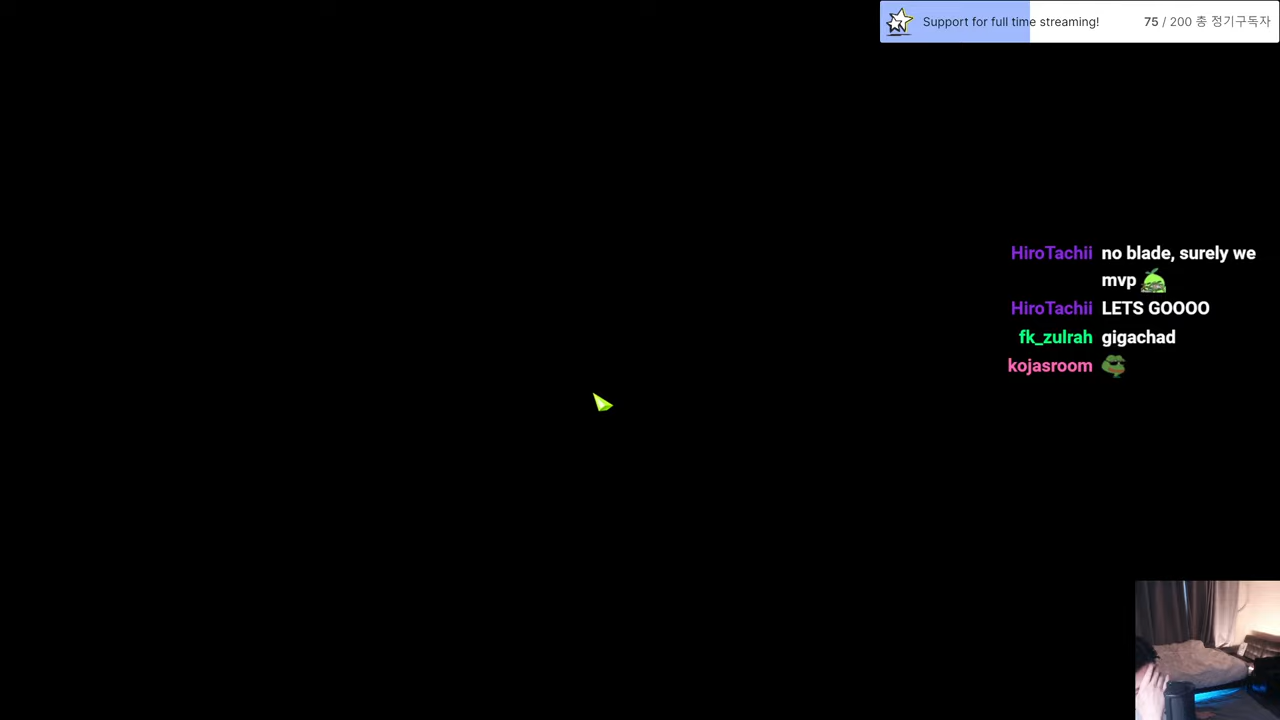 Support for full time streaming! 75 / 200 총 정기구독자
HiroTachii no blade, surely we
mvp
HiroTachii LETS GOOOO
fk_zulrah gigachad
kojasroom